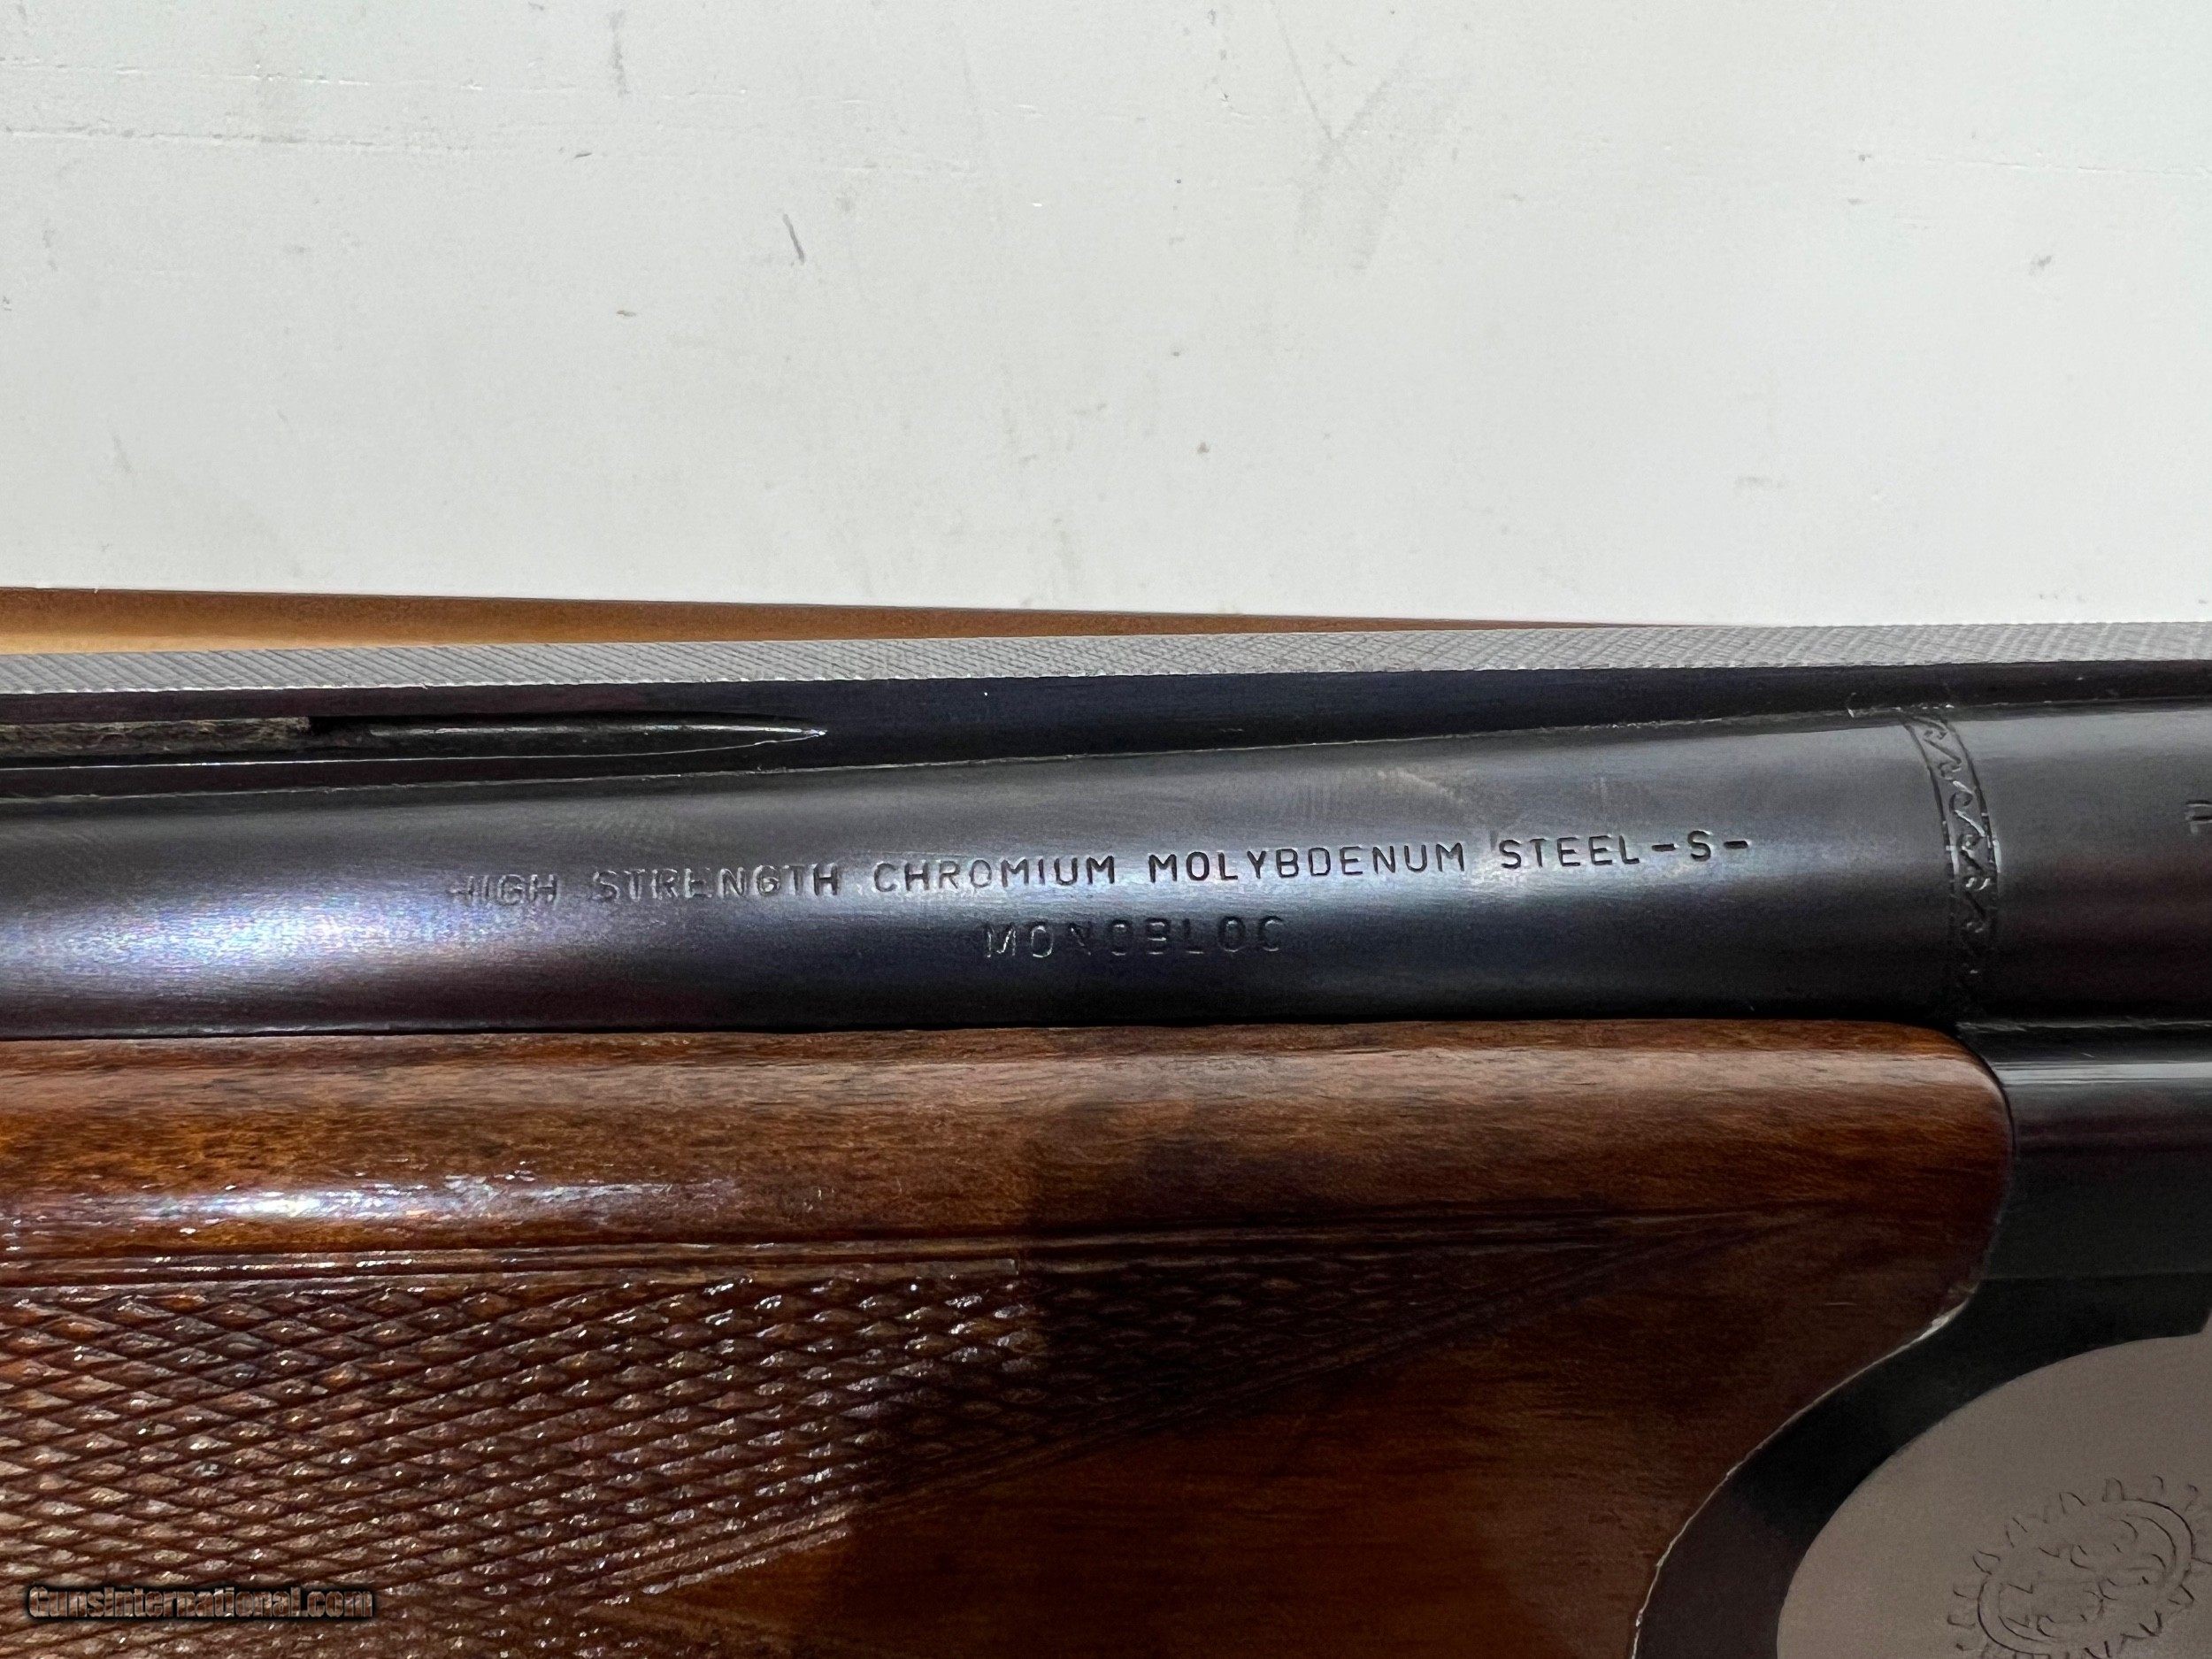 HIGH STRENGTH CHROMIUM MOLYBDENUM STEEL-S-
MONOBLOC
GunsInternational.com